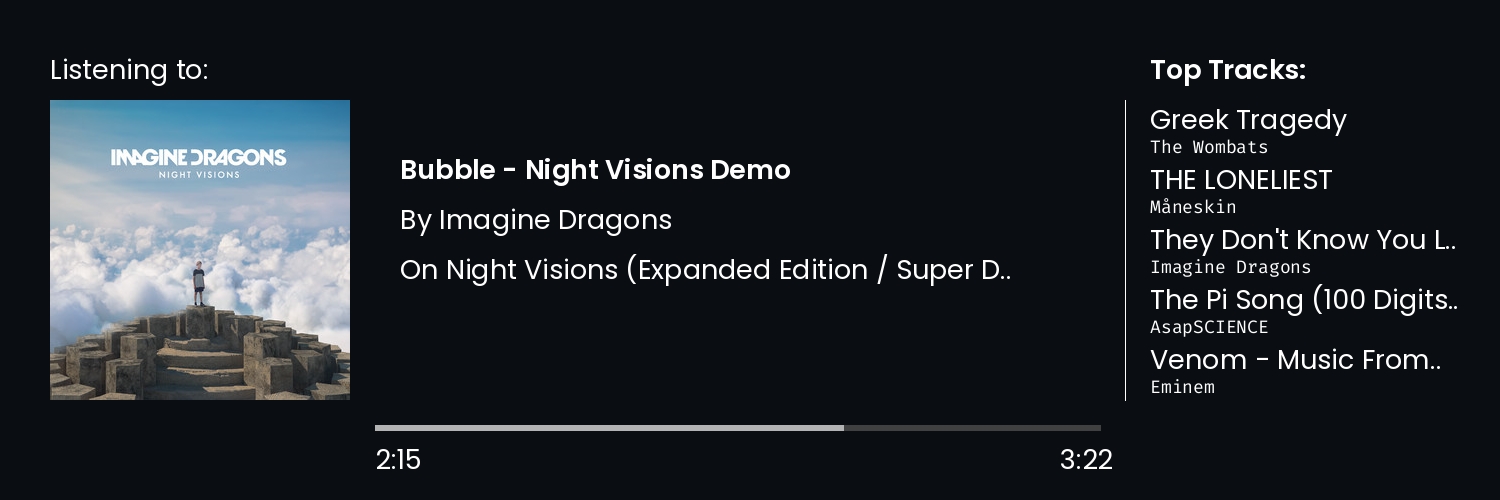 Listening to:
IMAGINE DRAGONS
NIGHT VISIONS
Bubble - Night Visions Demo
By Imagine Dragons
On Night Visions (Expanded Edition / Super D..
2:15
3:22
Top Tracks:
Greek Tragedy
The Wombats
THE LONELIEST
Måneskin
They Don't Know You L..
Imagine Dragons
The Pi Song (100 Digits..
AsapSCIENCE
Venom - Music From..
Eminem